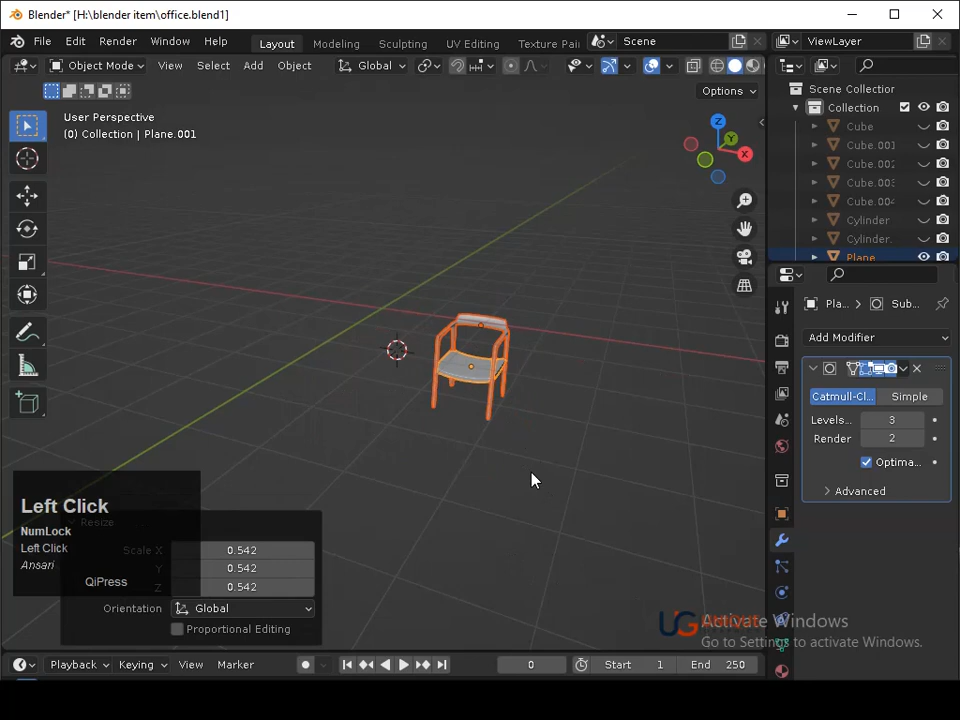 Blender* [H:\blender item\office.blend1]
File Edit Render Window Help Layout Modeling Sculpting UV Editing Texture Pai Scene ViewLayer
Object Mode View Select Add Object Global
Options
User Perspective
(0) Collection | Plane.001
Z
Y
X
Scene Collection
Collection
Cube
Cube.001
Cube.002
Cube.003
Cube.004
Cylinder
Cylinder.
Plane
Pla... > Sub...
Add Modifier
Catmull-Cl... Simple
Levels... 3
Render 2
Optima...
Advanced
Left Click
NumLock
Left Click
Ansari
QiPress
Resize
Scale X 0.542
Y 0.542
Z 0.542
Orientation Global
Proportional Editing
UG
Activate Windows
Go to Settings to activate Windows.
Playback Keying View Marker 0 Start 1 End 250